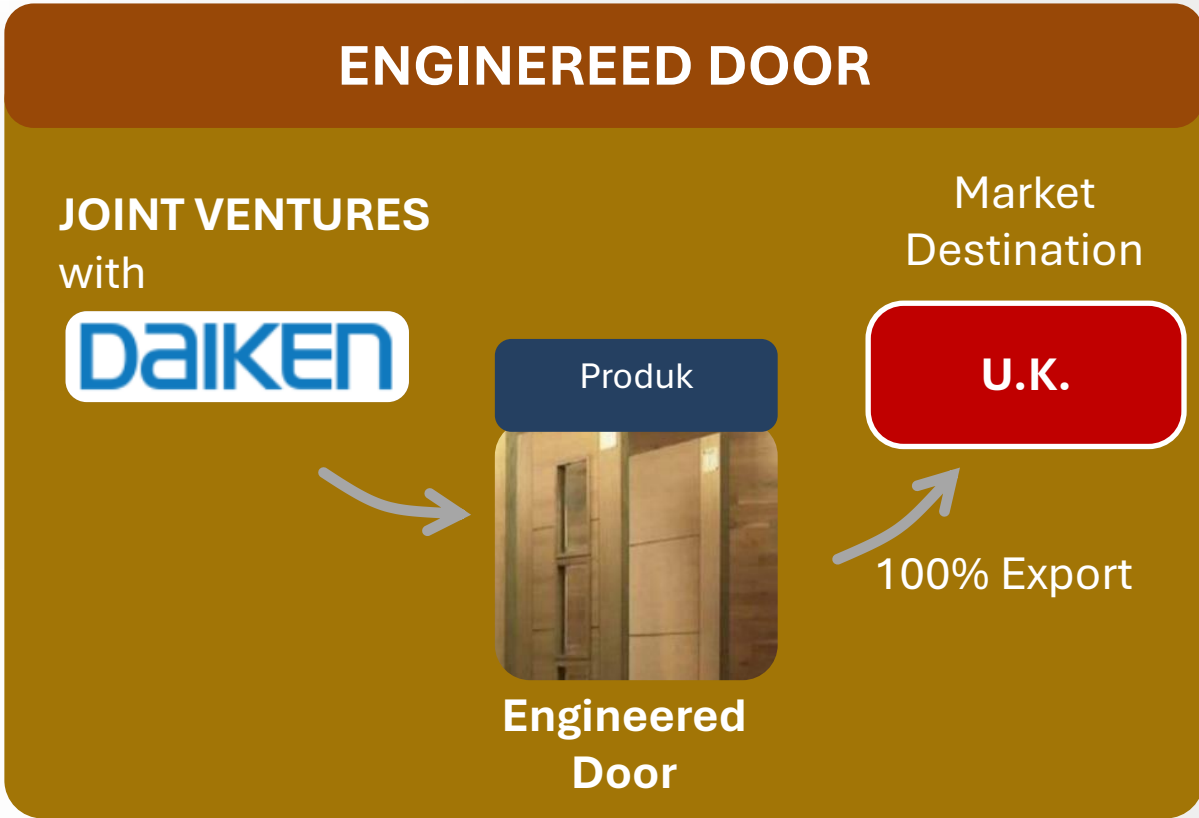 ENGINEREED DOOR
JOINT VENTURES
with
DAIKEN
Produk
Engineered
Door
Market
Destination
U.K.
100% Export